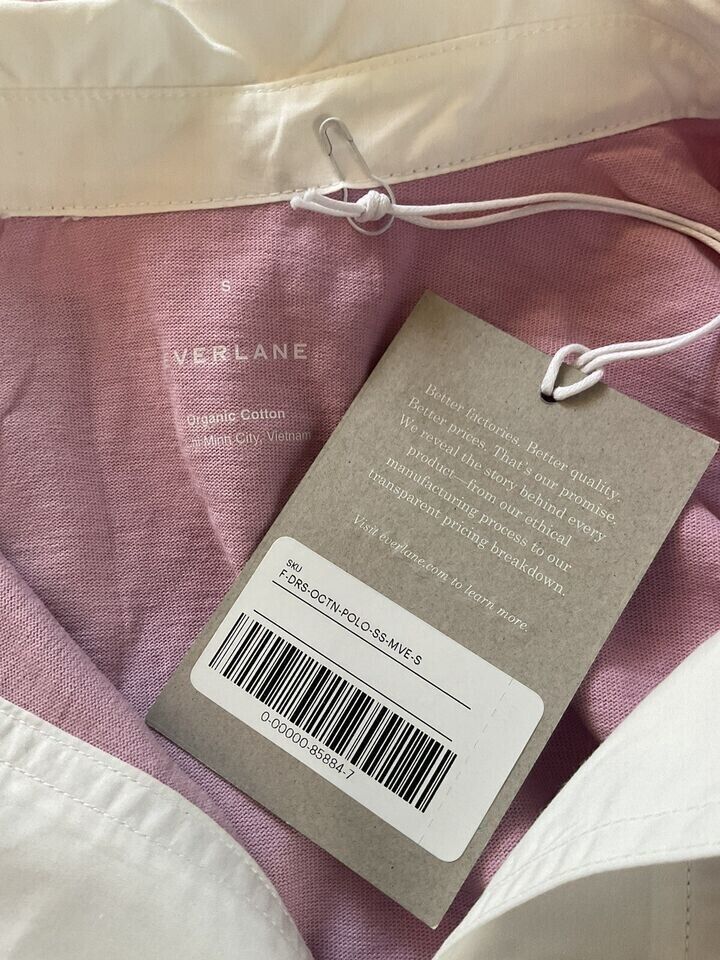 S
EVERLANE
Organic Cotton
Minh City, Vietnam
Better factories. Better quality.
Better prices. That's our promise.
We reveal the story behind every
product—from our ethical
manufacturing process to our
transparent pricing breakdown.
Visit everlane.com to learn more.
SKU
F-DRS-OCTN-POLO-SS-MVE-S
0-00000-85884-7